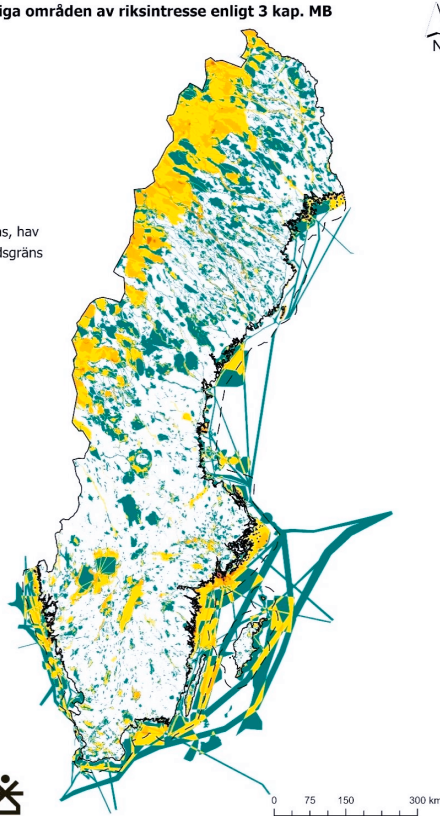 iga områden av riksintresse enligt 3 kap. MB
N
s, hav
dsgräns
0 75 150 300 km